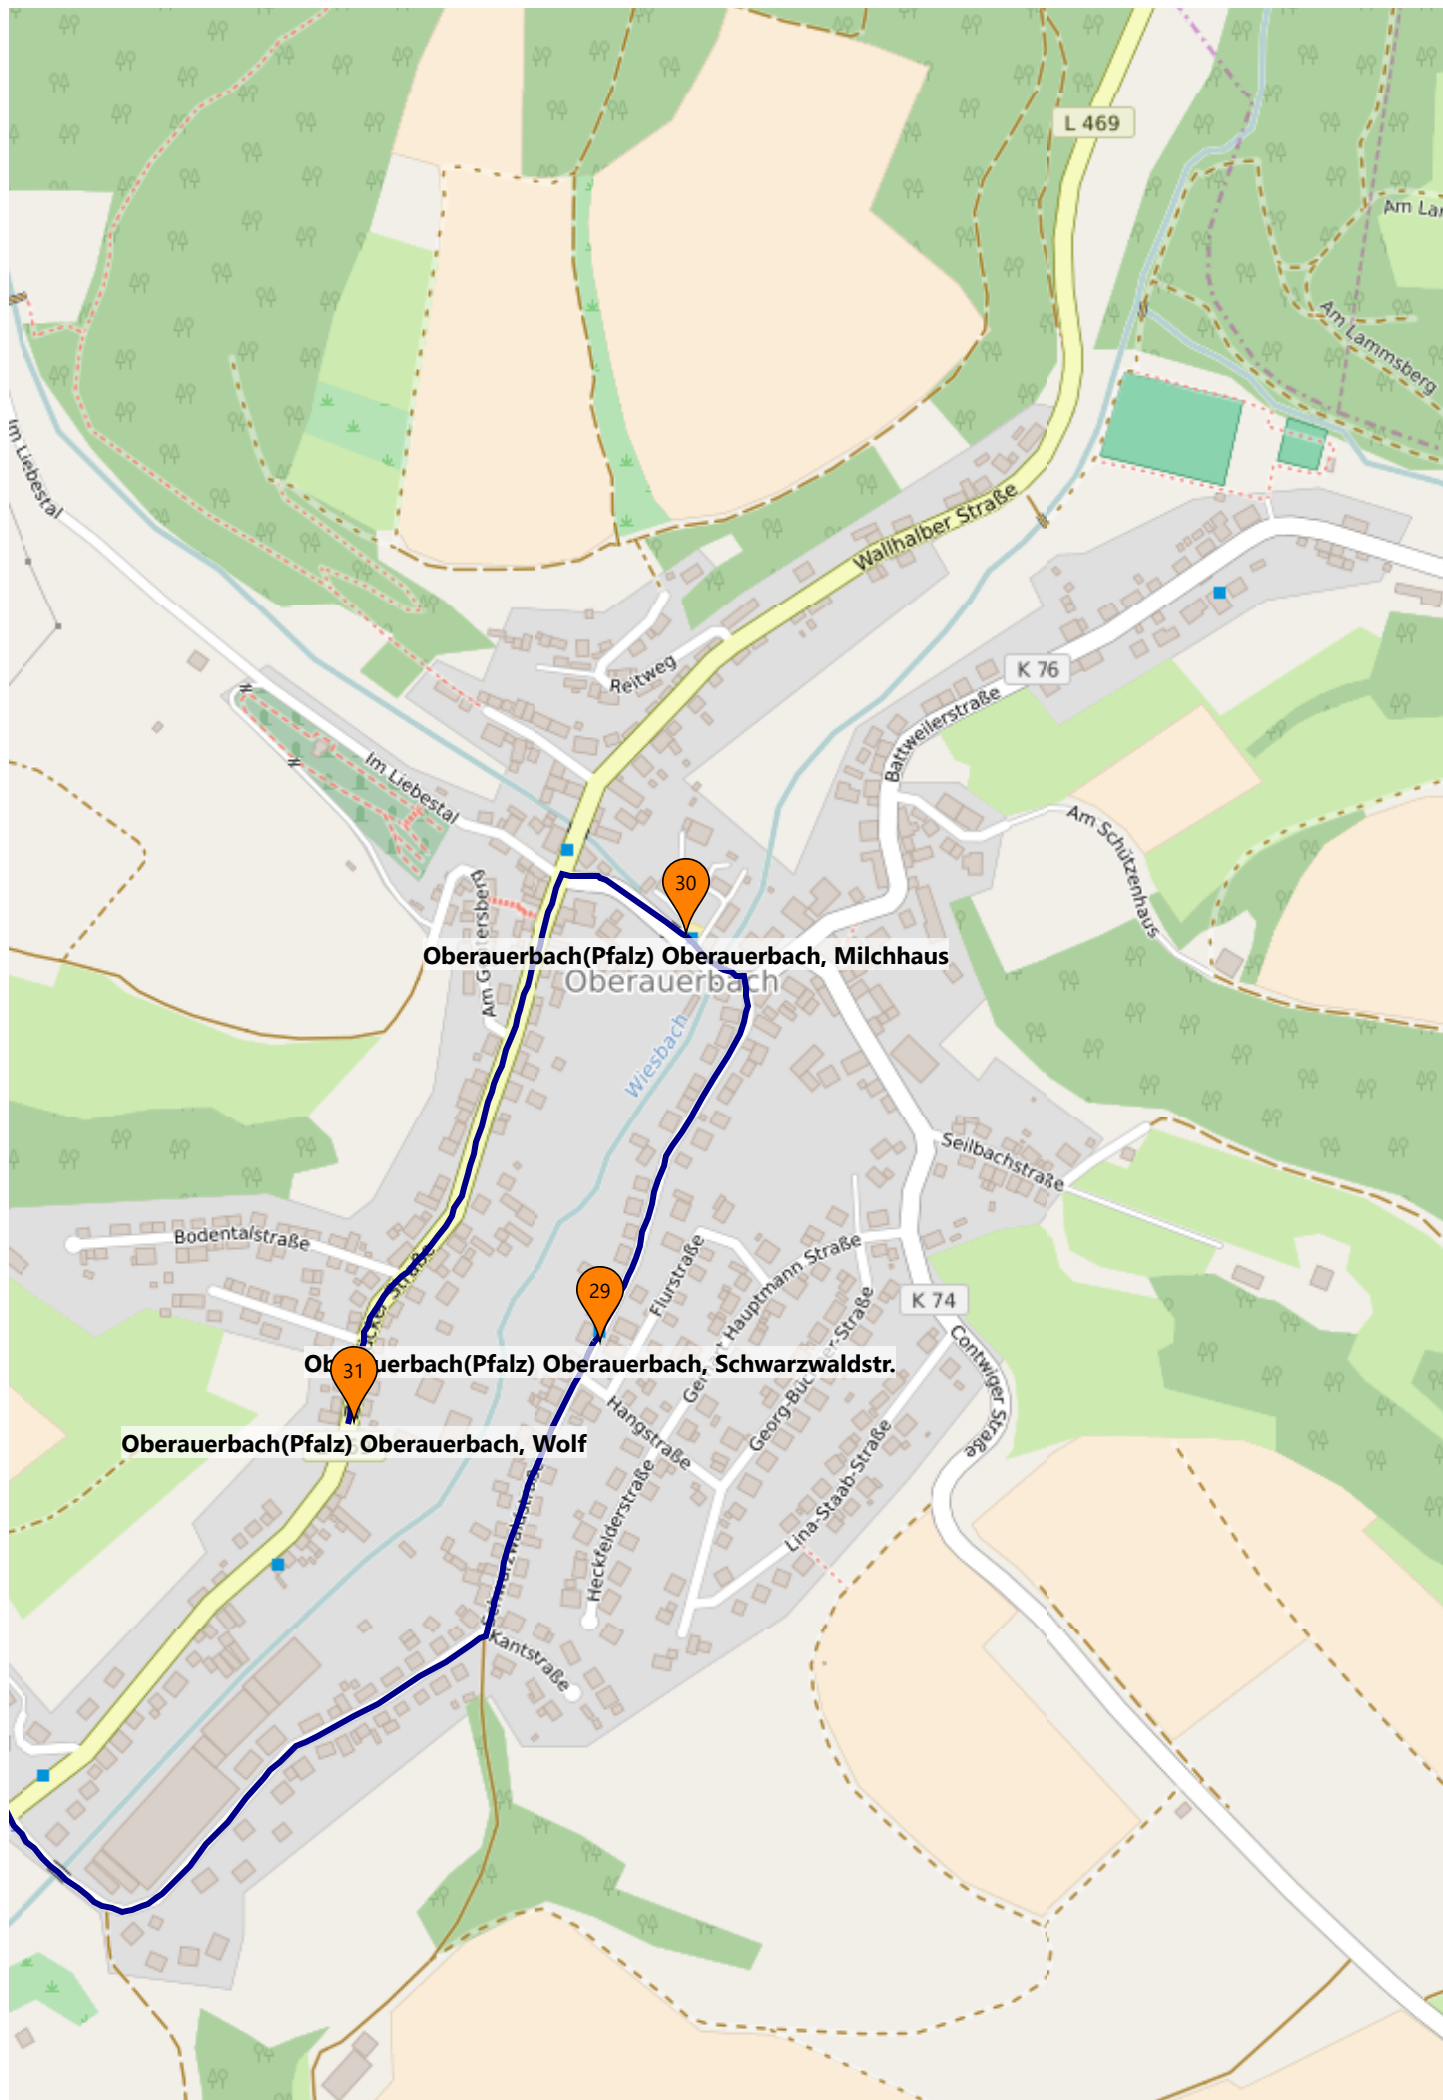 L 469
Am Lammsberg
Im Liebestal
Wallhalber Straße
Reitweg
K 76
Battweilerstraße
Im Liebestal
Am Schützenhaus
30
Oberauerbach(Pfalz) Oberauerbach, Milchhaus
Oberauerbach
Wiesbach
Seilbachstraße
Bodentalstraße
Flurstraße
Hauptmann Straße
K 74
29
Oberauerbach(Pfalz) Oberauerbach, Schwarzwaldstr.
31
Contwiger Straße
Hangstraße
Oberauerbach(Pfalz) Oberauerbach, Wolf
Lina-Staab-Straße
Heckfelderstraße
Kantstraße